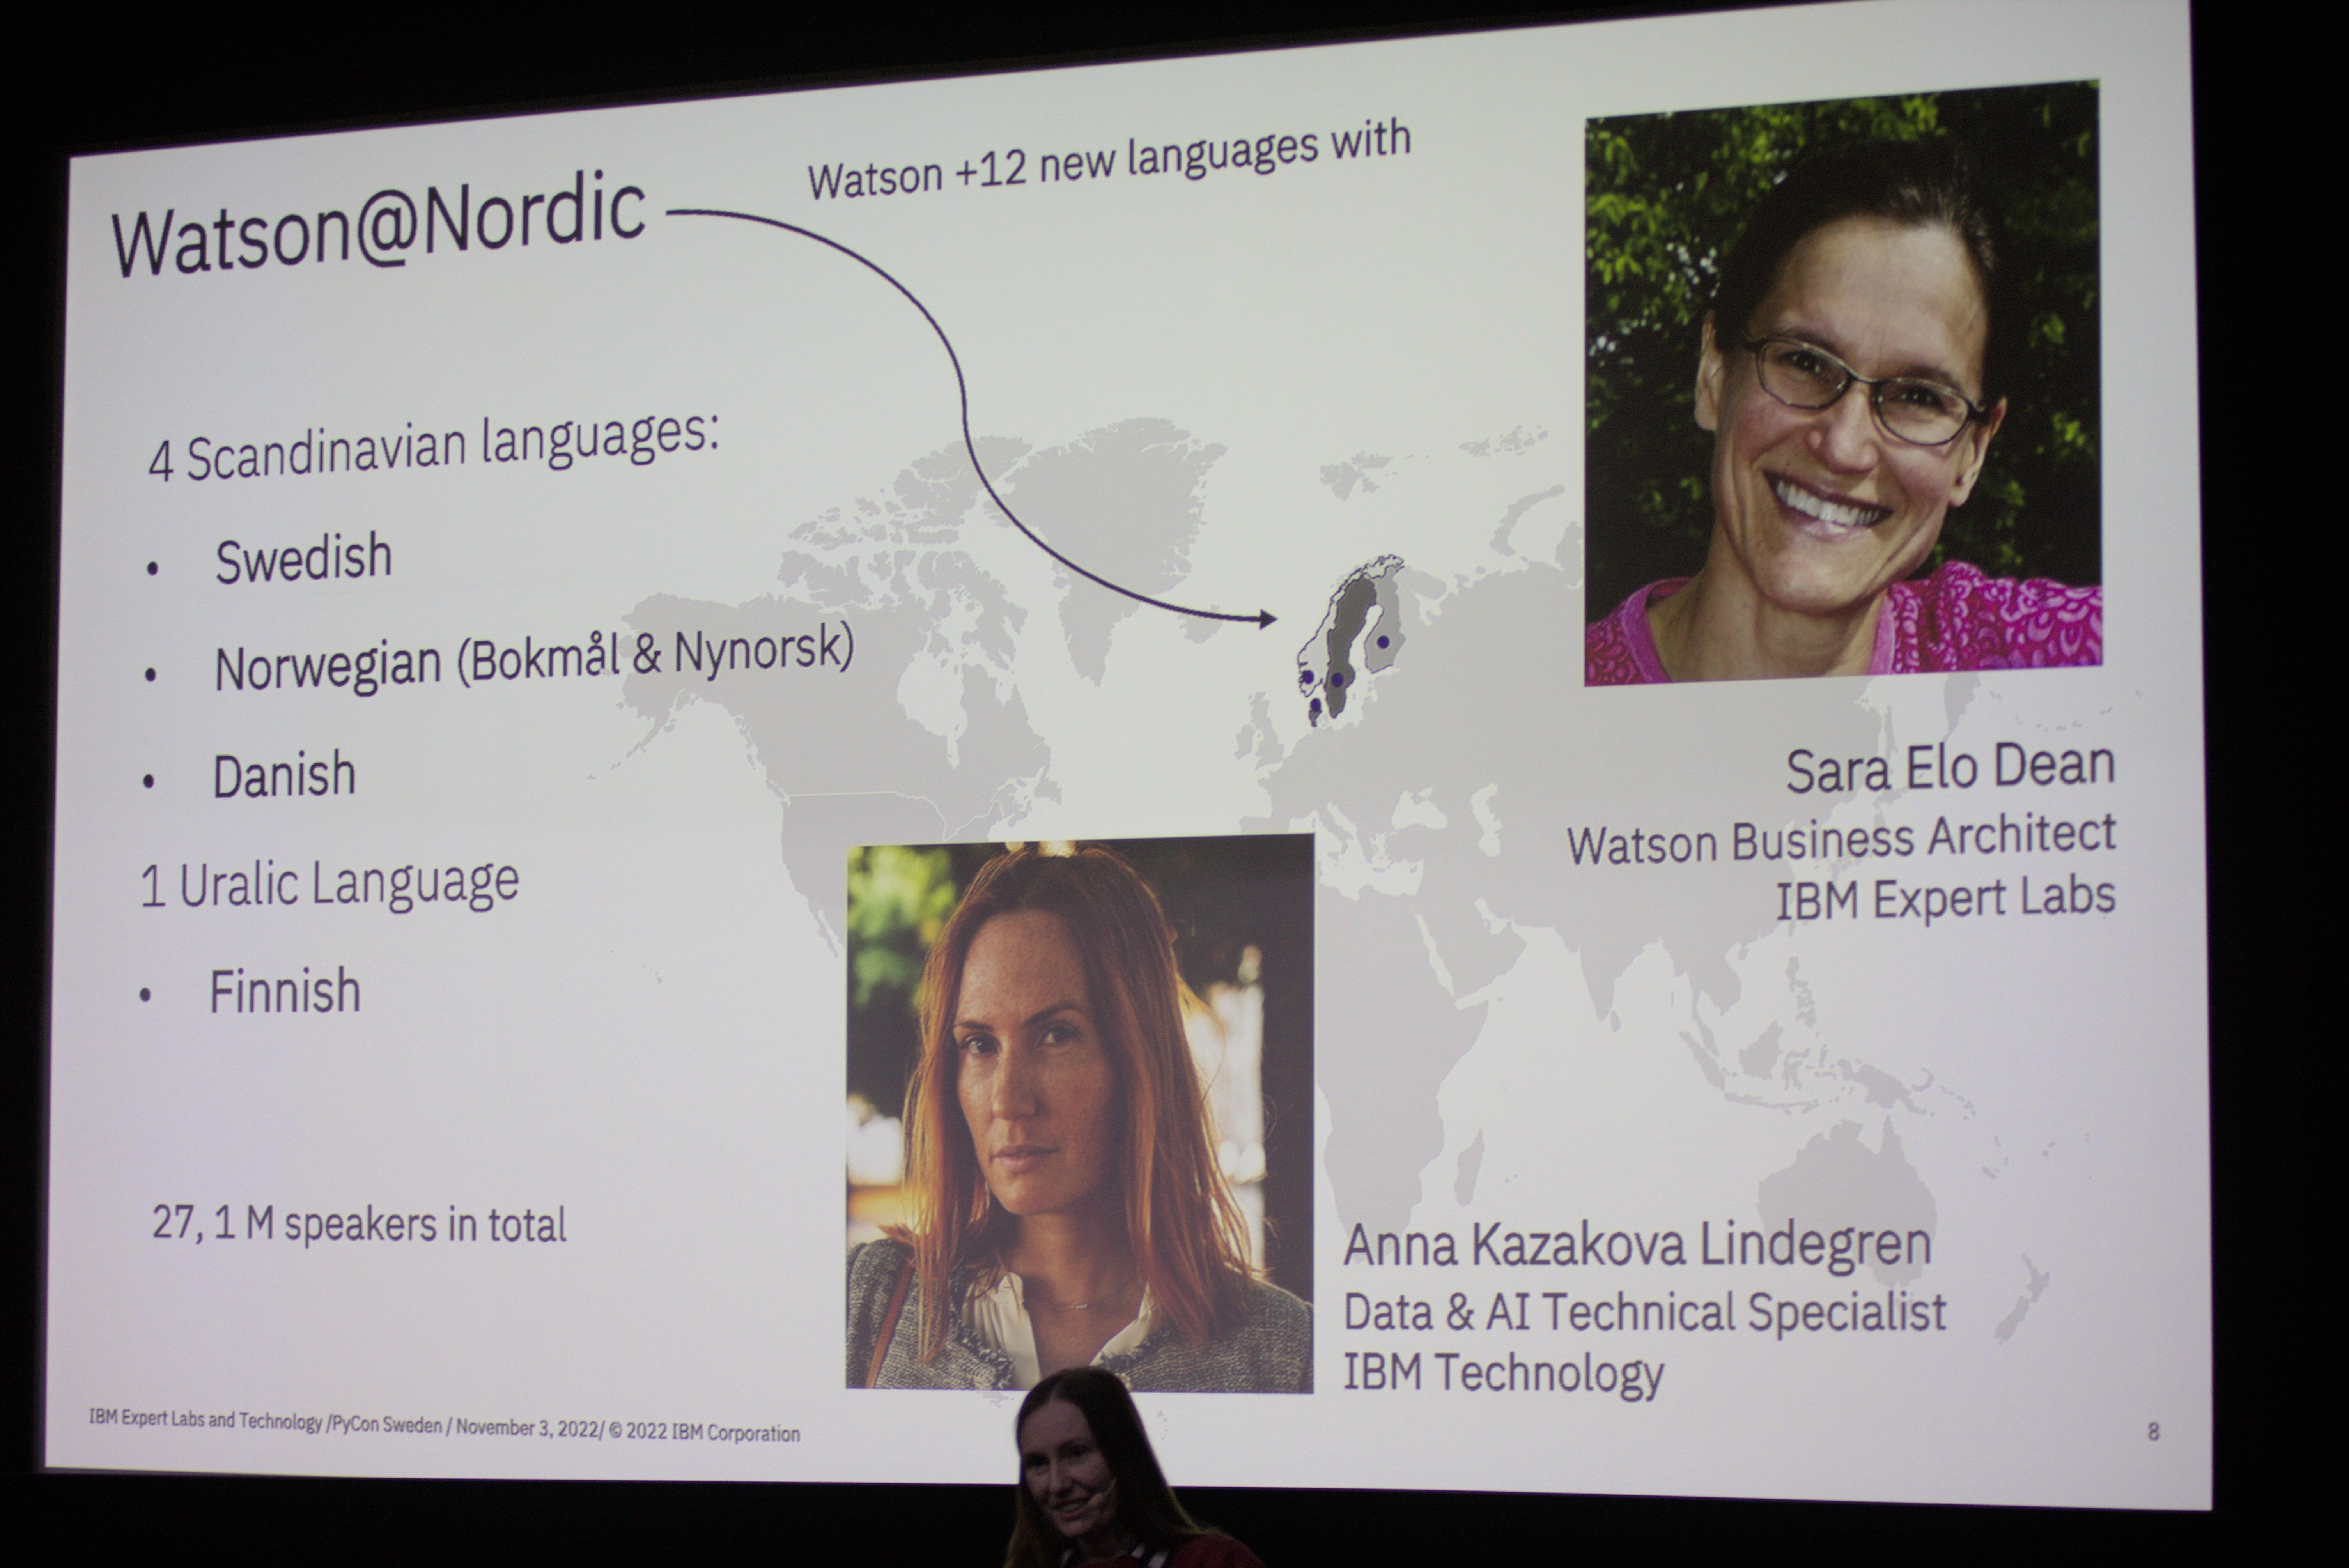 Watson@Nordic
Watson +12 new languages with
4 Scandinavian languages:
• Swedish
• Norwegian (Bokmål & Nynorsk)
• Danish
1 Uralic Language
• Finnish
27, 1 M speakers in total
Sara Elo Dean
Watson Business Architect
IBM Expert Labs
Anna Kazakova Lindegren
Data & AI Technical Specialist
IBM Technology
IBM Expert Labs and Technology /PyCon Sweden / November 3, 2022/ © 2022 IBM Corporation
8